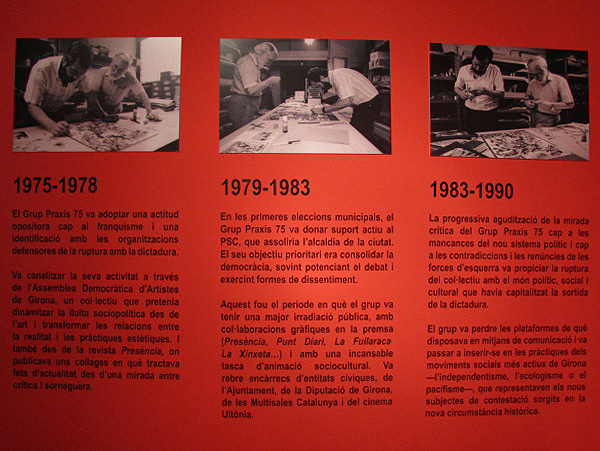 1975-1978
El Grup Praxis 75 va adoptar una actitud
opositora cap al franquisme i una
identificació amb les organitzacions
defensores de la ruptura amb la dictadura.
Va canalitzar la seva activitat a través
de l'Assemblea Democràtica d'Artistes
de Girona, un col·lectiu que pretenia
dinamitzar la lluita sociopolítica des de
l'art i transformar les relacions entre
la realitat i les pràctiques estètiques. I
també des de la revista Presència, on
publicava uns collages en què tractava
fets d'actualitat des d'una mirada entre
crítica i sorneguera.
1979-1983
En les primeres eleccions municipals, el
Grup Praxis 75 va donar suport actiu al
PSC, que assoliria l'alcaldia de la ciutat.
El seu objectiu prioritari era consolidar la
democràcia, sovint potenciant el debat i
exercint formes de dissentiment.
Aquest fou el període en què el grup va
tenir una major irradiació pública, amb
col·laboracions gràfiques en la premsa
(Presència, Punt Diari, La Fullaraca
La Xinxeta...) i amb una incansable
tasca d'animació sociocultural. Va
rebre encàrrecs d'entitats cíviques, de
l'Ajuntament, de la Diputació de Girona,
de les Multisales Catalunya i del cinema
Ultònia.
1983-1990
La progressiva agudització de la mirada
crítica del Grup Praxis 75 cap a les
mancances del nou sistema polític i cap
a les contradiccions i les renúncies de les
forces d'esquerra va propiciar la ruptura
del col·lectiu amb el món polític, social i
cultural que havia capitalitzat la sortida
de la dictadura.
El grup va perdre les plataformes de què
disposava en mitjans de comunicació i va
passar a inserir-se en les pràctiques dels
moviments socials més actius de Girona
—l'independentisme, l'ecologisme o el
pacifisme—, que representaven els nous
subjectes de contestació sorgits en la
nova circumstància històrica.